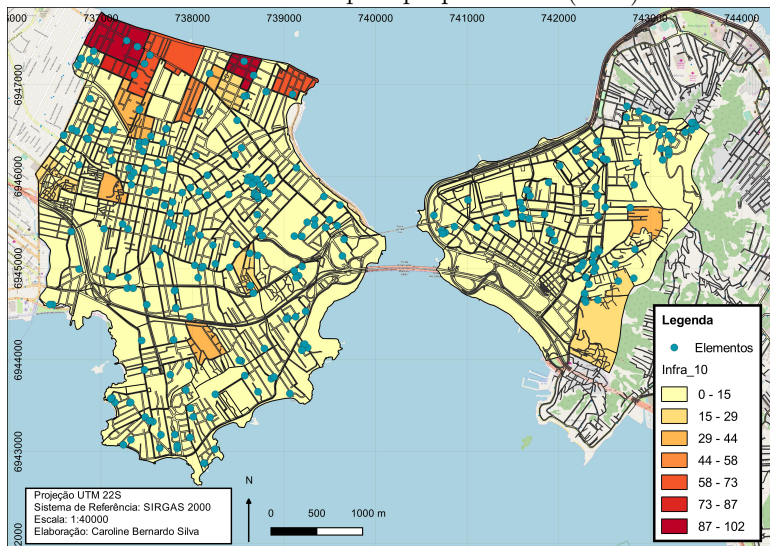 737000 738000 739000 740000 741000 742000 743000 744000
6947000
6946000
6945000
6944000
6943000
Legenda
Elementos
Infra_10
0 - 15
15 - 29
29 - 44
44 - 58
58 - 73
73 - 87
87 - 102
Projeção UTM 22S
Sistema de Referência: SIRGAS 2000
Escala: 1:40000
Elaboração: Caroline Bernardo Silva
N
0 500 1000 m